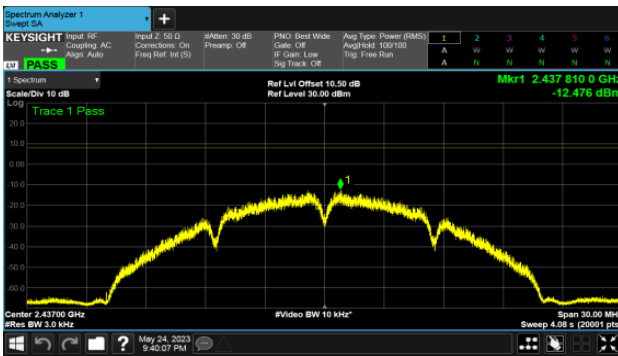 Spectrum Analyzer 1
Swept SA
+
KEYSIGHT Input: RF Input Z: 50 Ω #Atten: 30 dB PNO: Best Wide Avg Type: Power (RMS) 1 2 3 4 5 6
Coupling: AC Corrections: On Preamp: Off Gate: Off Avg|Hold: 100/100 A W W W W W
Align: Auto Freq Ref: Int (S) IF Gain: Low Trig: Free Run
LXI PASS Sig Track: Off A N N N N N
1 Spectrum Ref Lvl Offset 10.50 dB Mkr1 2.437 810 0 GHz
Scale/Div 10 dB Ref Level 30.00 dBm -12.476 dBm
Log Trace 1 Pass
20.0
10.0
0.00
-10.0
1
-20.0
-30.0
-40.0
-50.0
-60.0
Center 2.43700 GHz #Video BW 10 kHz* Span 30.00 MHz
#Res BW 3.0 kHz Sweep 4.08 s (20001 pts)
? May 24, 2023
9:40:07 PM